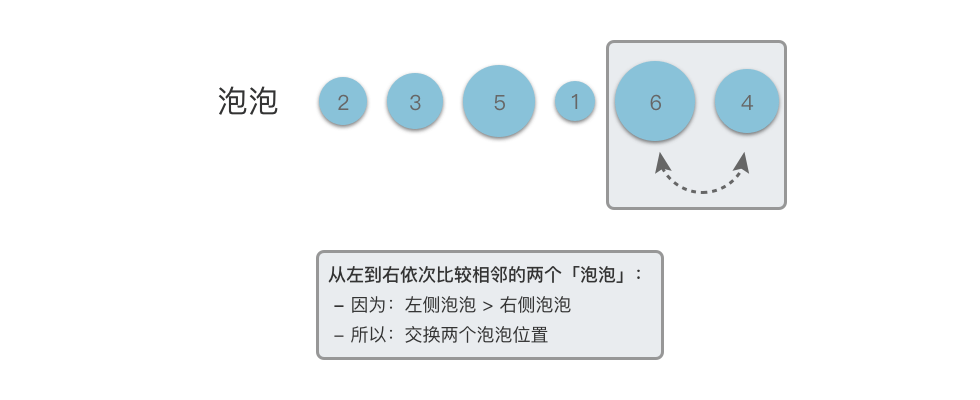 泡泡 2 3 5 1 6 4
从左到右依次比较相邻的两个「泡泡」：
- 因为：左侧泡泡 > 右侧泡泡
- 所以：交换两个泡泡位置